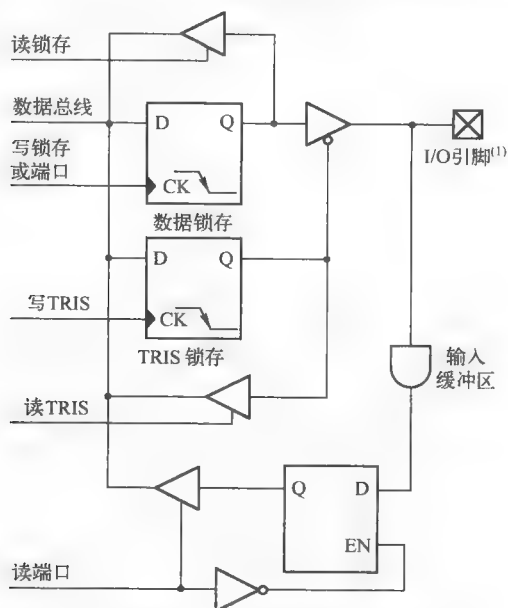 读锁存
数据总线
D
Q
写锁存
或端口
CK
I/O引脚(1)
数据锁存
D
Q
写TRIS
CK
TRIS 锁存
输入
缓冲区
读TRIS
Q
D
EN
读端口